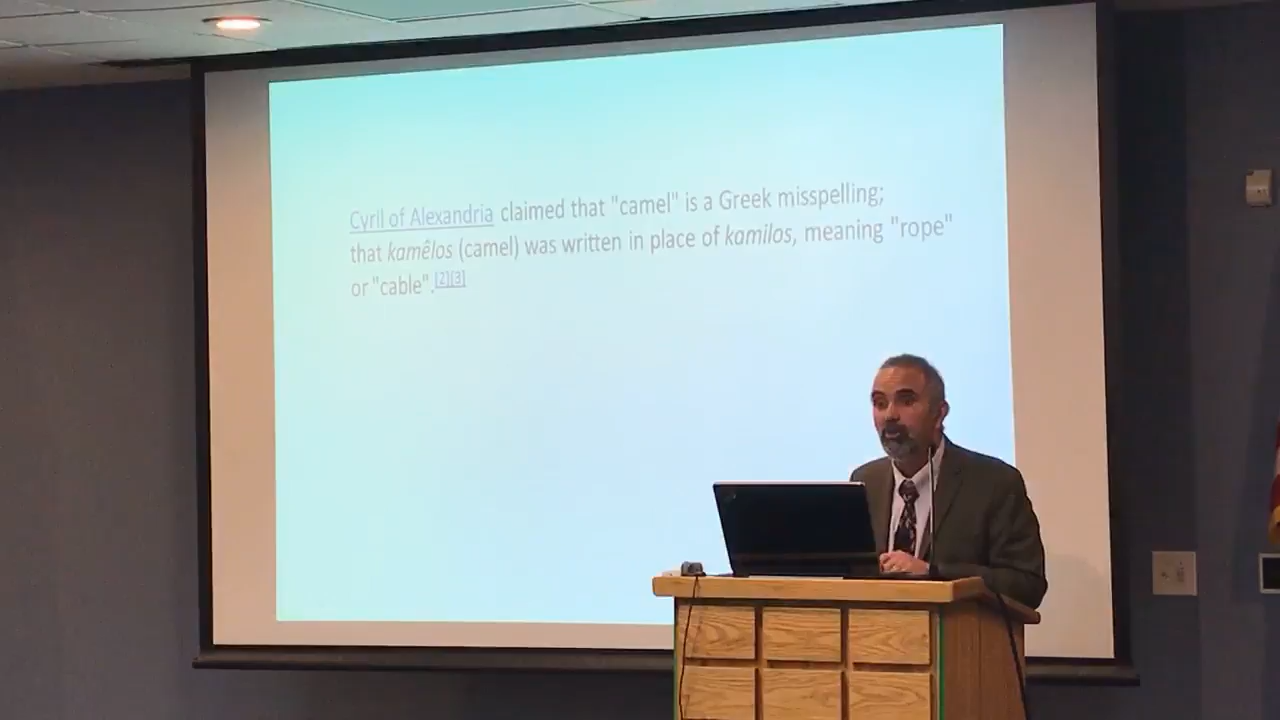 Cyril of Alexandria claimed that "camel" is a Greek misspelling;
that kamêlos (camel) was written in place of kamilos, meaning "rope"
or "cable".[2][3]